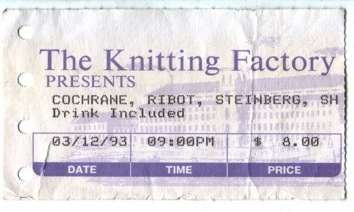 The Knitting Factory
PRESENTS
COCHRANE, RIBOT, STEINBERG, SH
Drink Included
03/12/93 09:00PM $ 8.00
DATE TIME PRICE